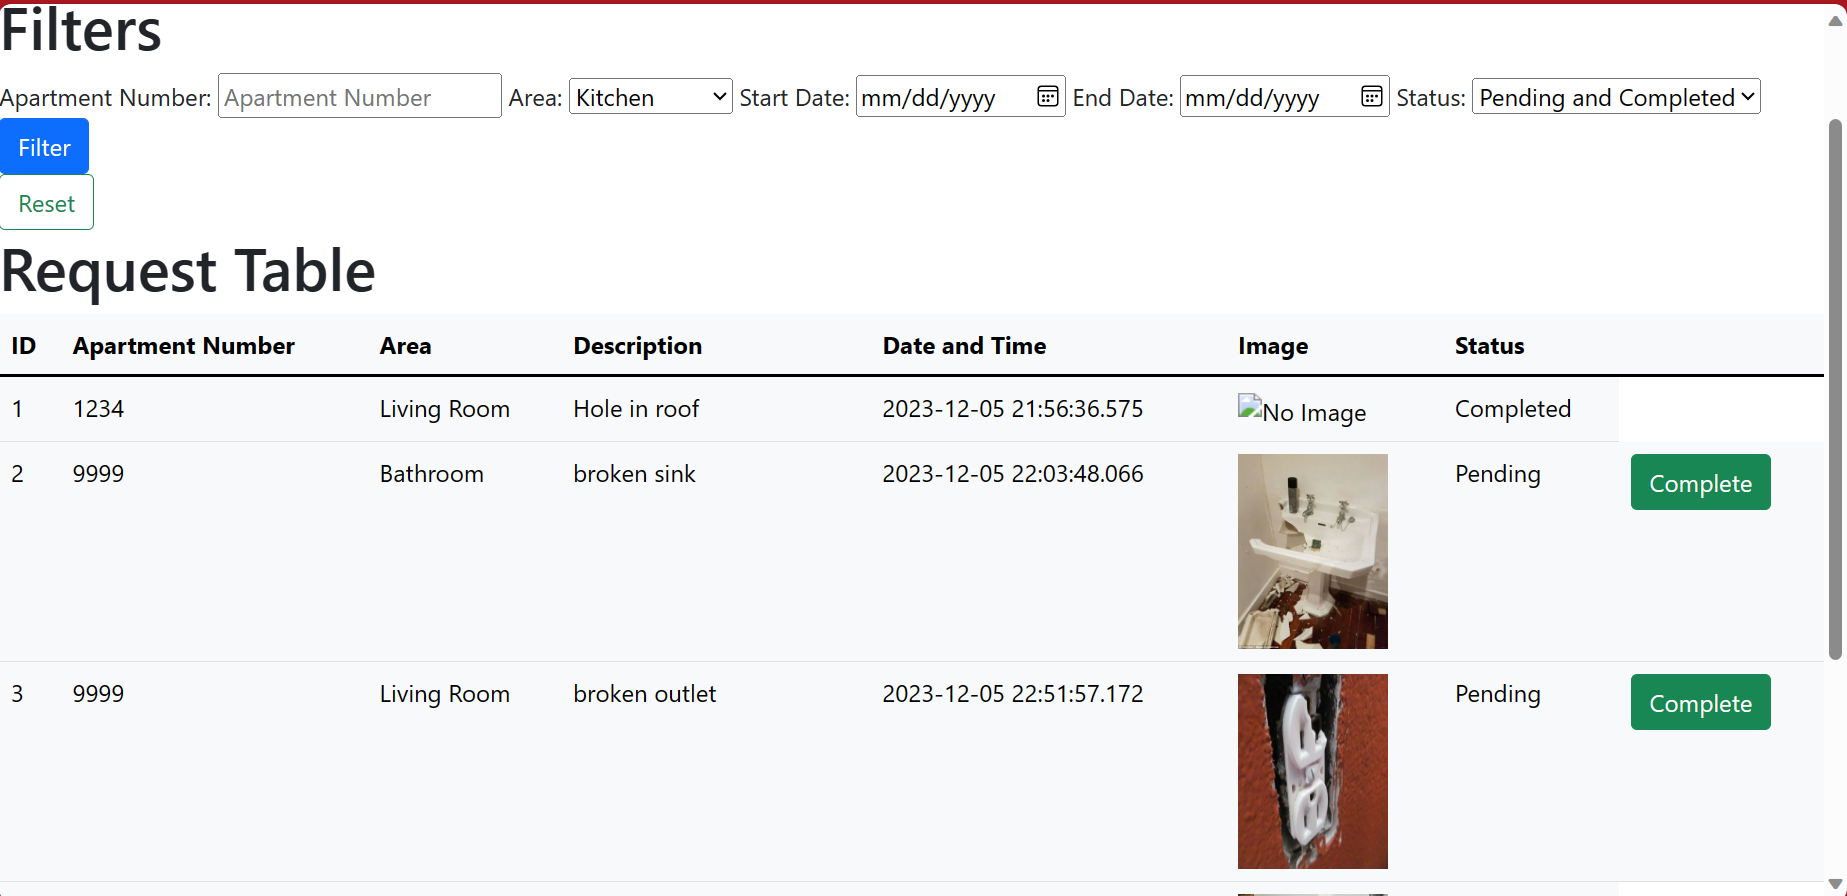 Filters
Apartment Number: Apartment Number Area: Kitchen Start Date: mm/dd/yyyy End Date: mm/dd/yyyy Status: Pending and Completed
Filter
Reset
Request Table
ID Apartment Number Area Description Date and Time Image Status
1 1234 Living Room Hole in roof 2023-12-05 21:56:36.575 No Image Completed
2 9999 Bathroom broken sink 2023-12-05 22:03:48.066 Pending Complete
3 9999 Living Room broken outlet 2023-12-05 22:51:57.172 Pending Complete